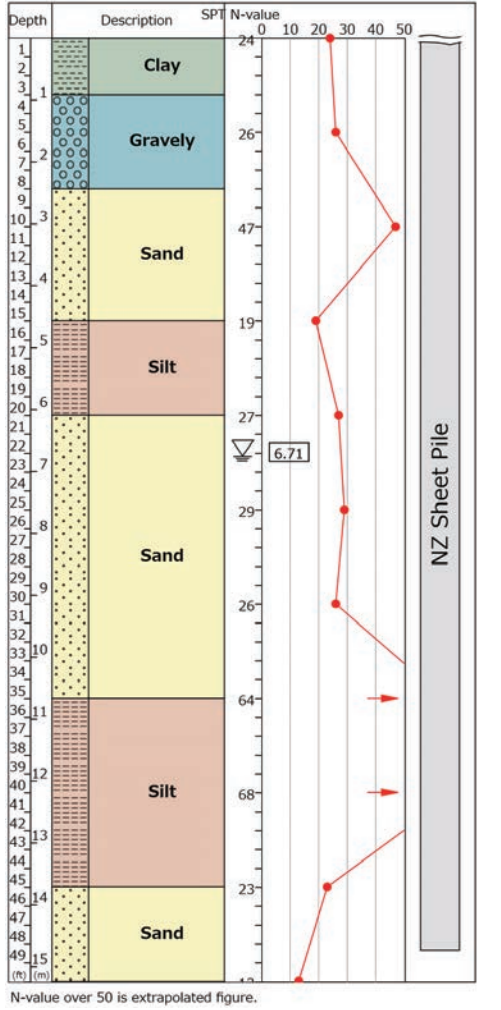 Depth Description SPT N-value
24 10 20 30 40 50
1
2 Clay
3 1
4
5 26
6 Gravely
7 2
8
9
10 3 47
11
12 Sand
13 4
14
15 19
16 5
17
18 Silt
19
20 6 27
21
22 6.71
23 7
24
25 29
26 8
27
28 Sand
29 9
30 26
31
32
33 10
34
35 64
36 11
37
38
39 12
40 Silt 68
41
42
43 13
44
45 23
46 14
47
48 Sand
49 15
(ft) (m)
NZ Sheet Pile
N-value over 50 is extrapolated figure.